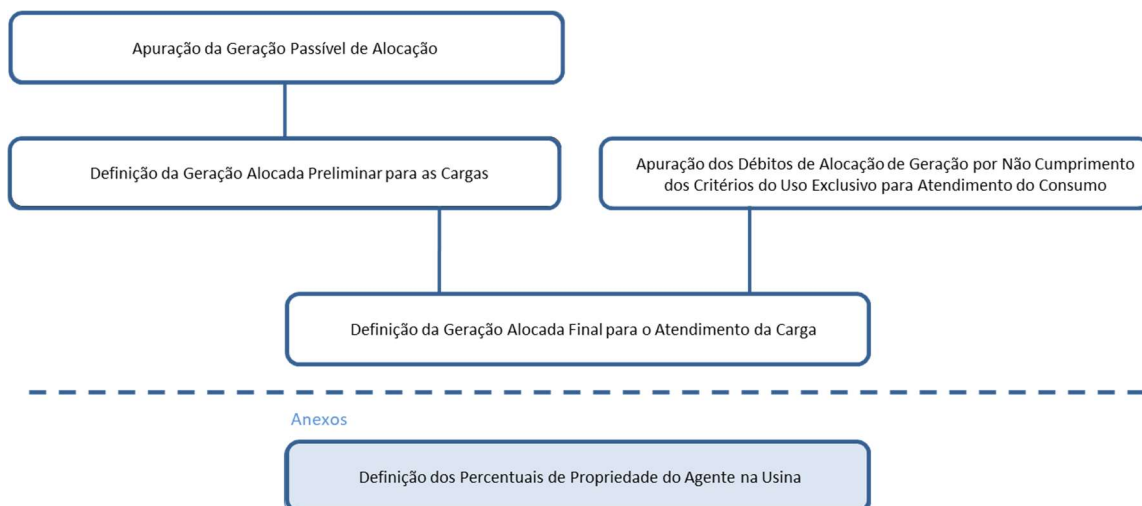 Apuração da Geração Passível de Alocação
Definição da Geração Alocada Preliminar para as Cargas
Apuração dos Débitos de Alocação de Geração por Não Cumprimento
dos Critérios do Uso Exclusivo para Atendimento do Consumo
Definição da Geração Alocada Final para o Atendimento da Carga
Anexos
Definição dos Percentuais de Propriedade do Agente na Usina